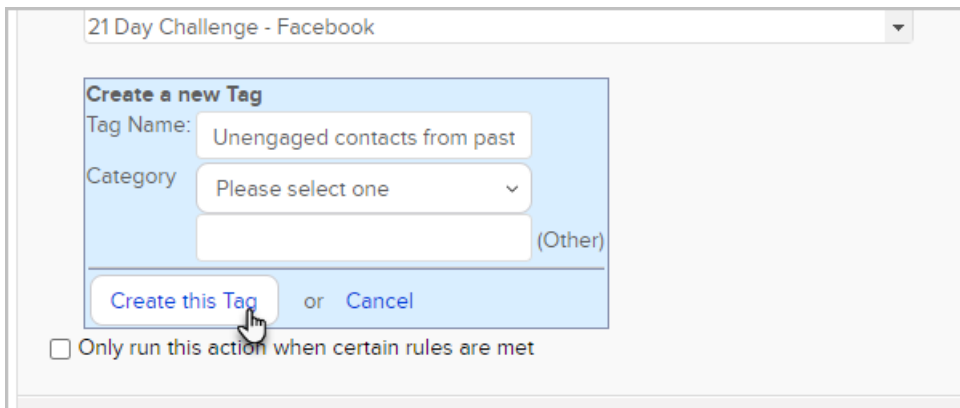 21 Day Challenge - Facebook
Create a new Tag
Tag Name: Unengaged contacts from past
Category Please select one
(Other)
Create this Tag or Cancel
Only run this action when certain rules are met